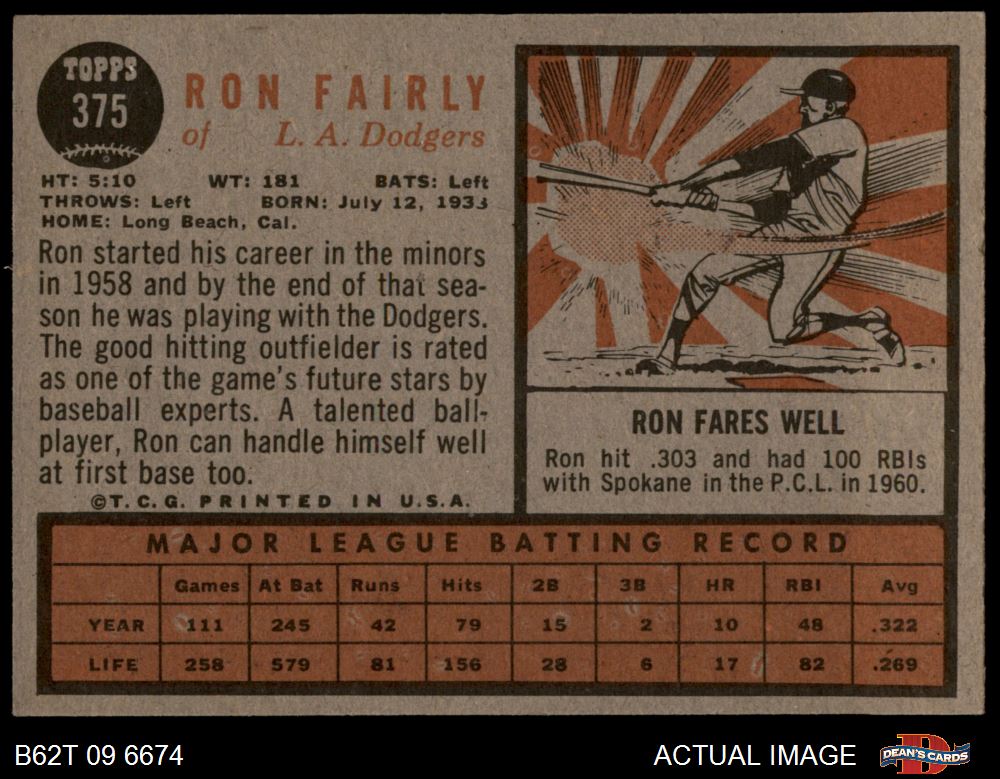 TOPPS
375
RON FAIRLY
of L. A. Dodgers
HT: 5:10 WT: 181 BATS: Left
THROWS: Left BORN: July 12, 1933
HOME: Long Beach, Cal.
Ron started his career in the minors
in 1958 and by the end of that sea-
son he was playing with the Dodgers.
The good hitting outfielder is rated
as one of the game's future stars by
baseball experts. A talented ball-
player, Ron can handle himself well
at first base too.
©T.C.G. PRINTED IN U.S.A.
RON FARES WELL
Ron hit .303 and had 100 RBIs
with Spokane in the P.C.L. in 1960.
MAJOR LEAGUE BATTING RECORD
Games At Bat Runs Hits 2B 3B HR RBI Avg
YEAR 111 245 42 79 15 2 10 48 .322
LIFE 258 579 81 156 28 6 17 82 .269
B62T 09 6674
ACTUAL IMAGE
DEAN'S CARDS